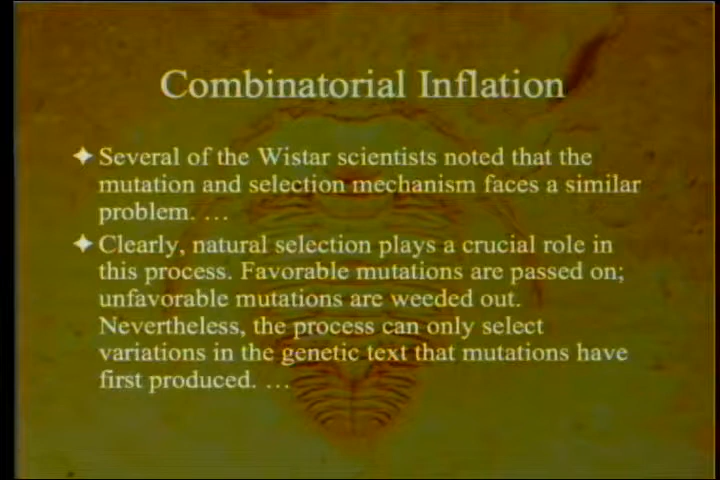 Combinatorial Inflation
Several of the Wistar scientists noted that the
mutation and selection mechanism faces a similar
problem. …
Clearly, natural selection plays a crucial role in
this process. Favorable mutations are passed on;
unfavorable mutations are weeded out.
Nevertheless, the process can only select
variations in the genetic text that mutations have
first produced. …